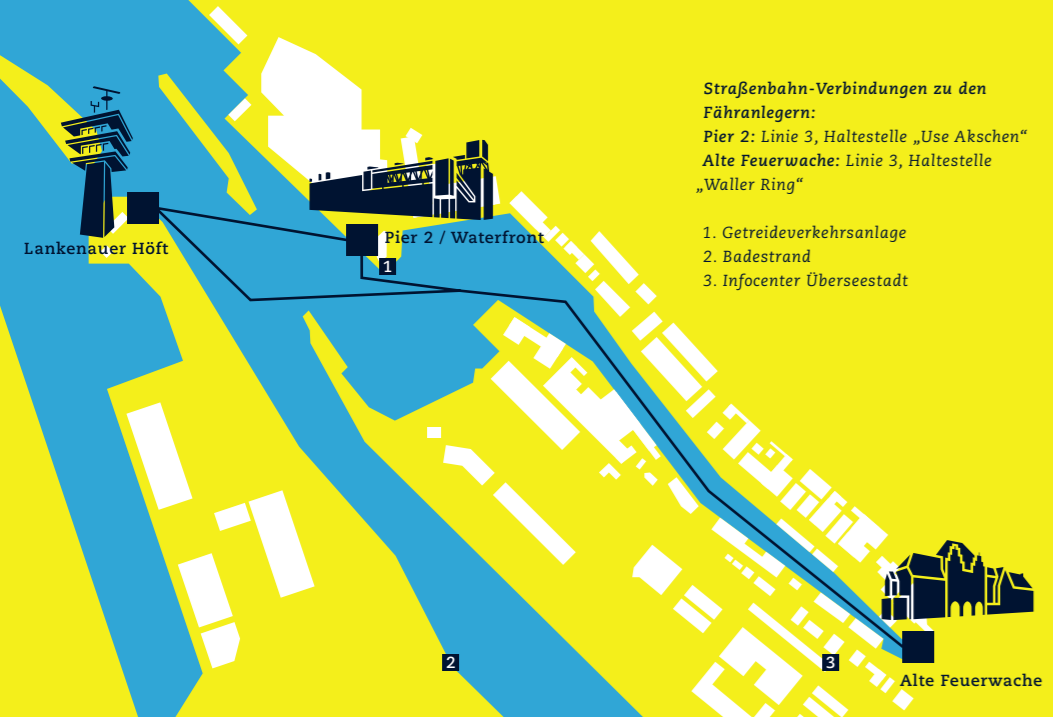 Straßenbahn-Verbindungen zu den
Fähranlegern:
Pier 2: Linie 3, Haltestelle „Use Akschen“
Alte Feuerwache: Linie 3, Haltestelle
„Waller Ring“
1. Getreideverkehrsanlage
2. Badestrand
3. Infocenter Überseestadt
Lankenauer Höft
Pier 2 / Waterfront
1
2
3
Alte Feuerwache